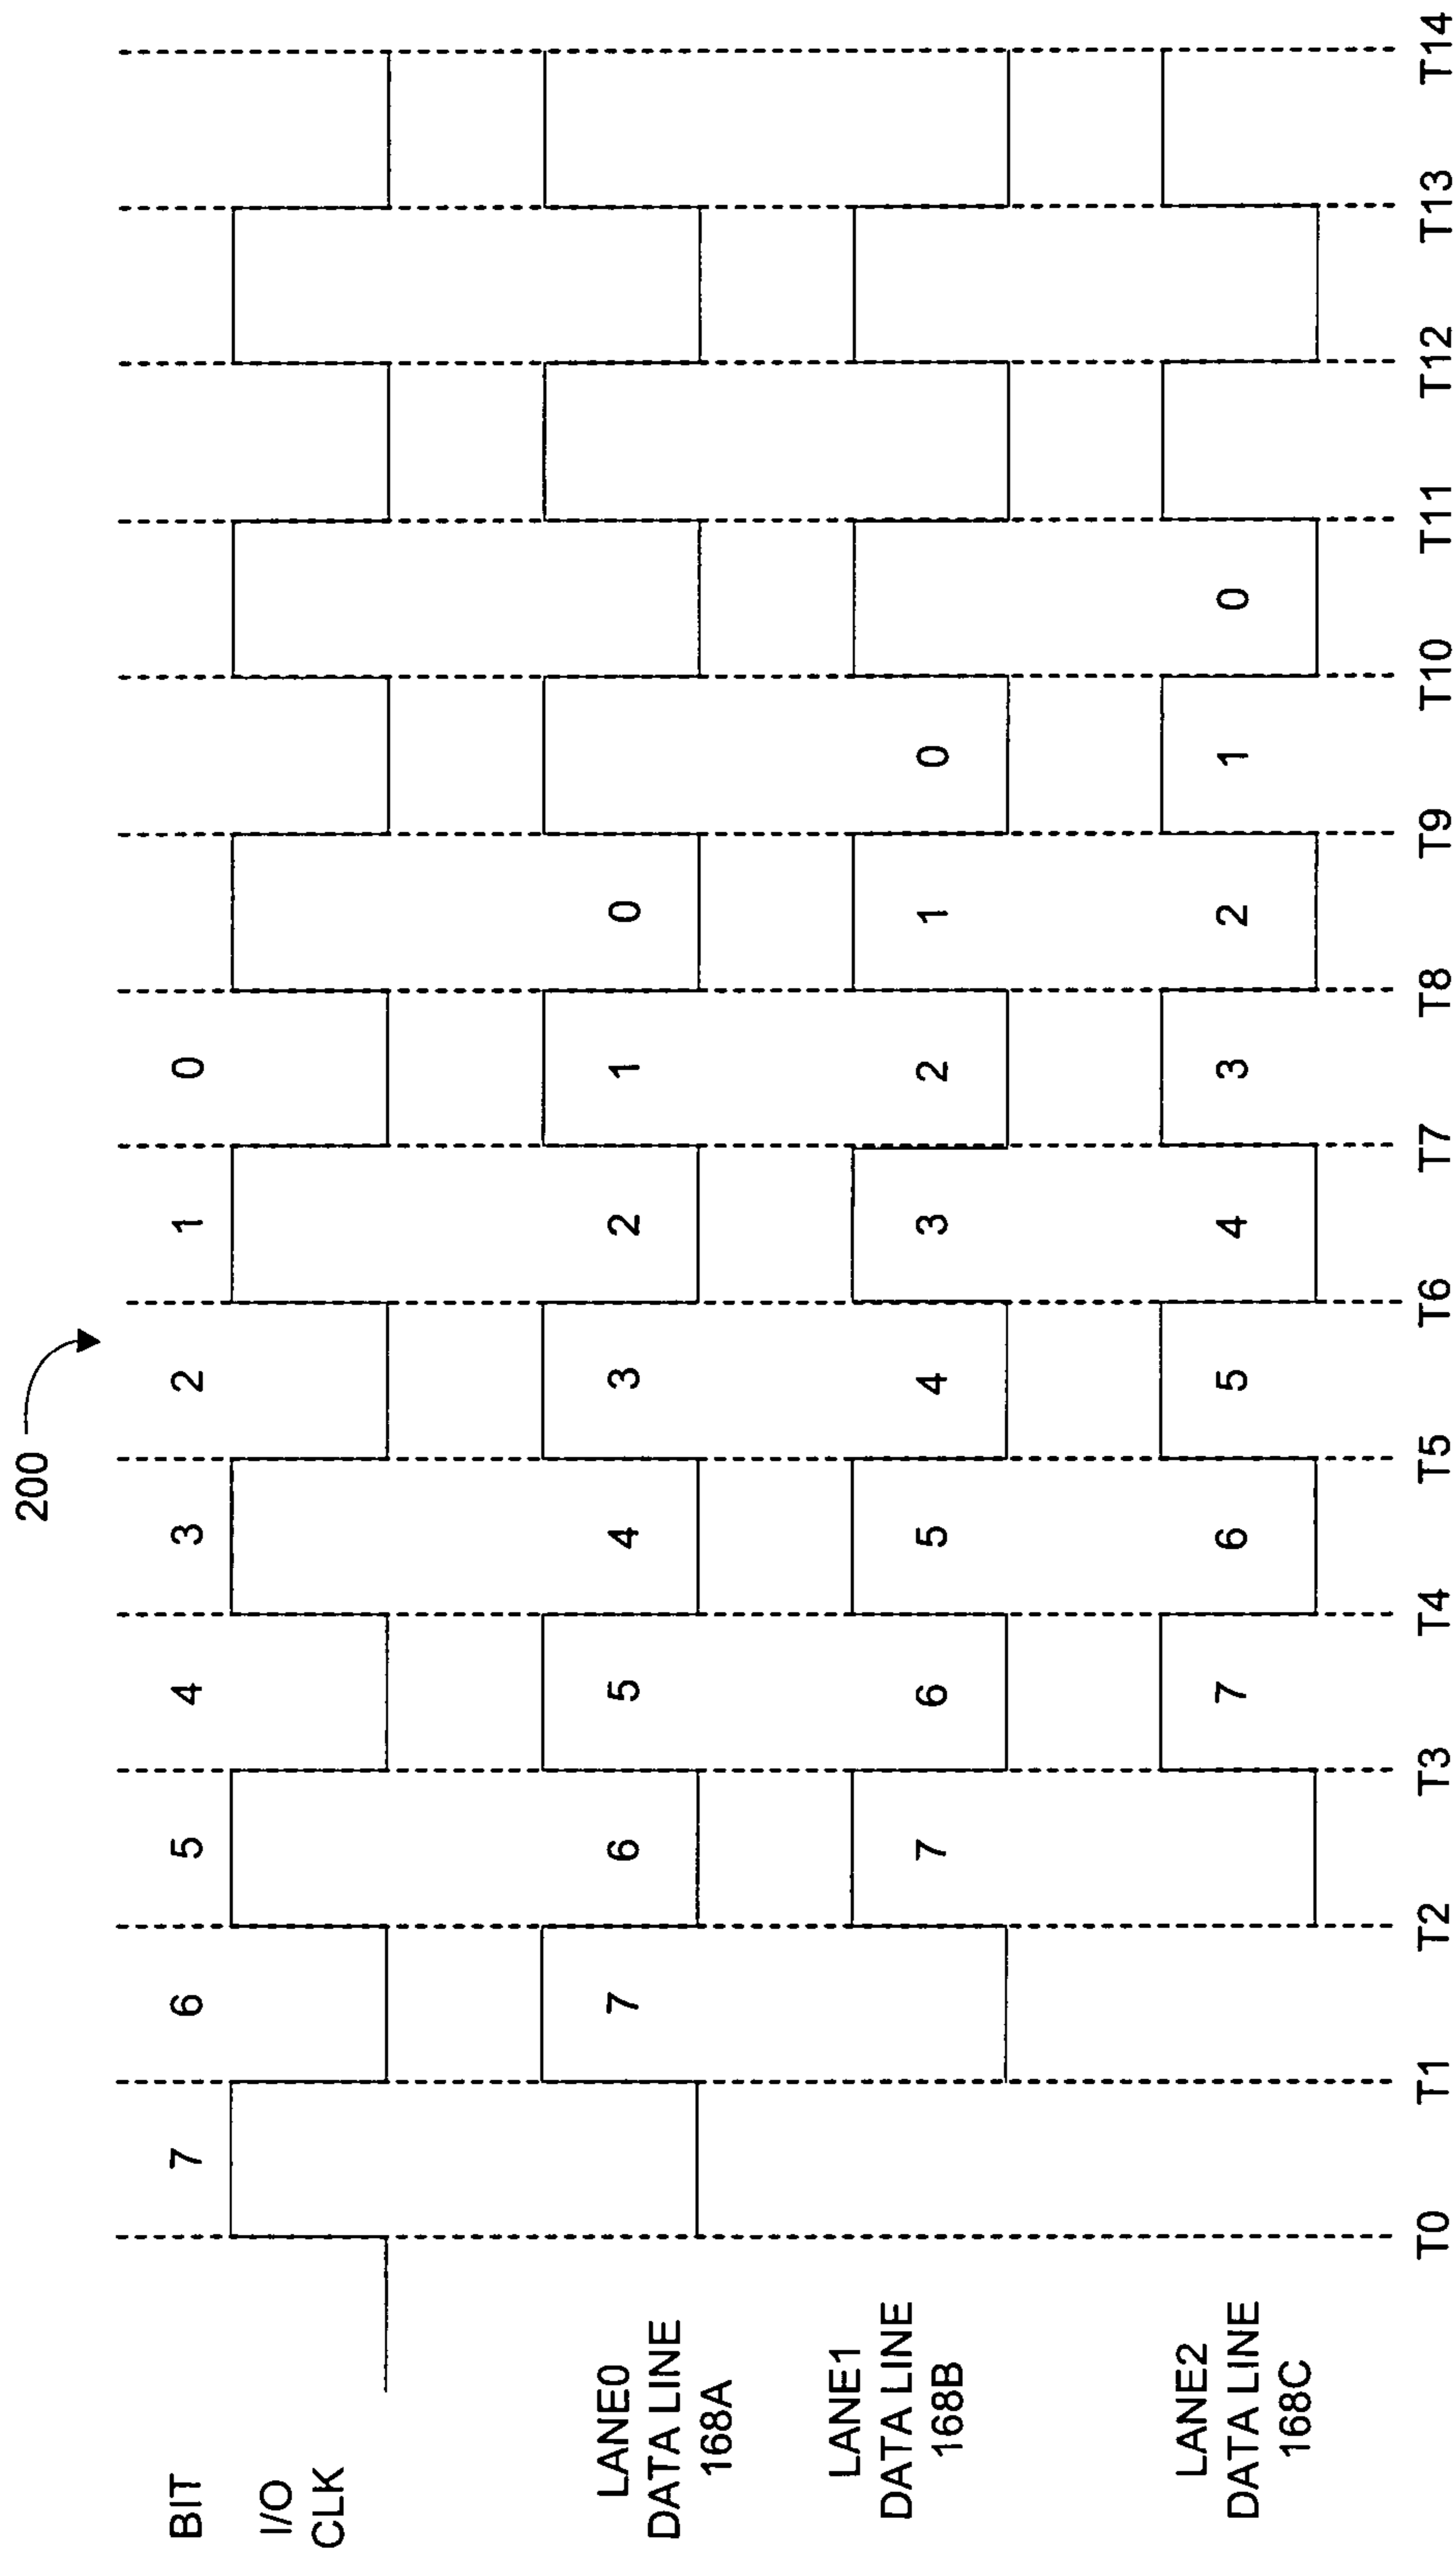 200
BIT 7 6 5 4 3 2 1 0
I/O
CLK
LANE0
DATA LINE
168A
7 6 5 4 3 2 1 0
LANE1
DATA LINE
168B
7 6 5 4 3 2 1 0
LANE2
DATA LINE
168C
7 6 5 4 3 2 1 0
T0 T1 T2 T3 T4 T5 T6 T7 T8 T9 T10 T11 T12 T13 T14